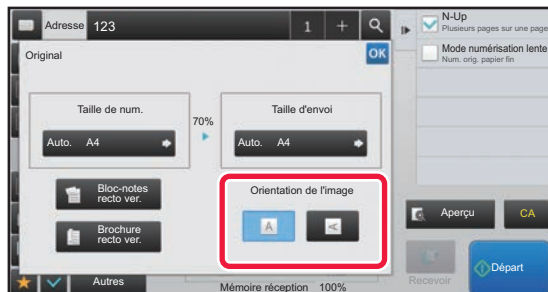 Adresse 123 1 +
Original OK
Taille de num.
Auto. A4
70%
Taille d'envoi
Auto. A4
Bloc-notes
recto ver.
Brochure
recto ver.
Orientation de l'image
A
A
Autres
Mémoire réception 100%
N-Up
Plusieurs pages sur une page
Mode numérisation lente
Num. orig. papier fin
Aperçu
CA
Recevoir
Départ